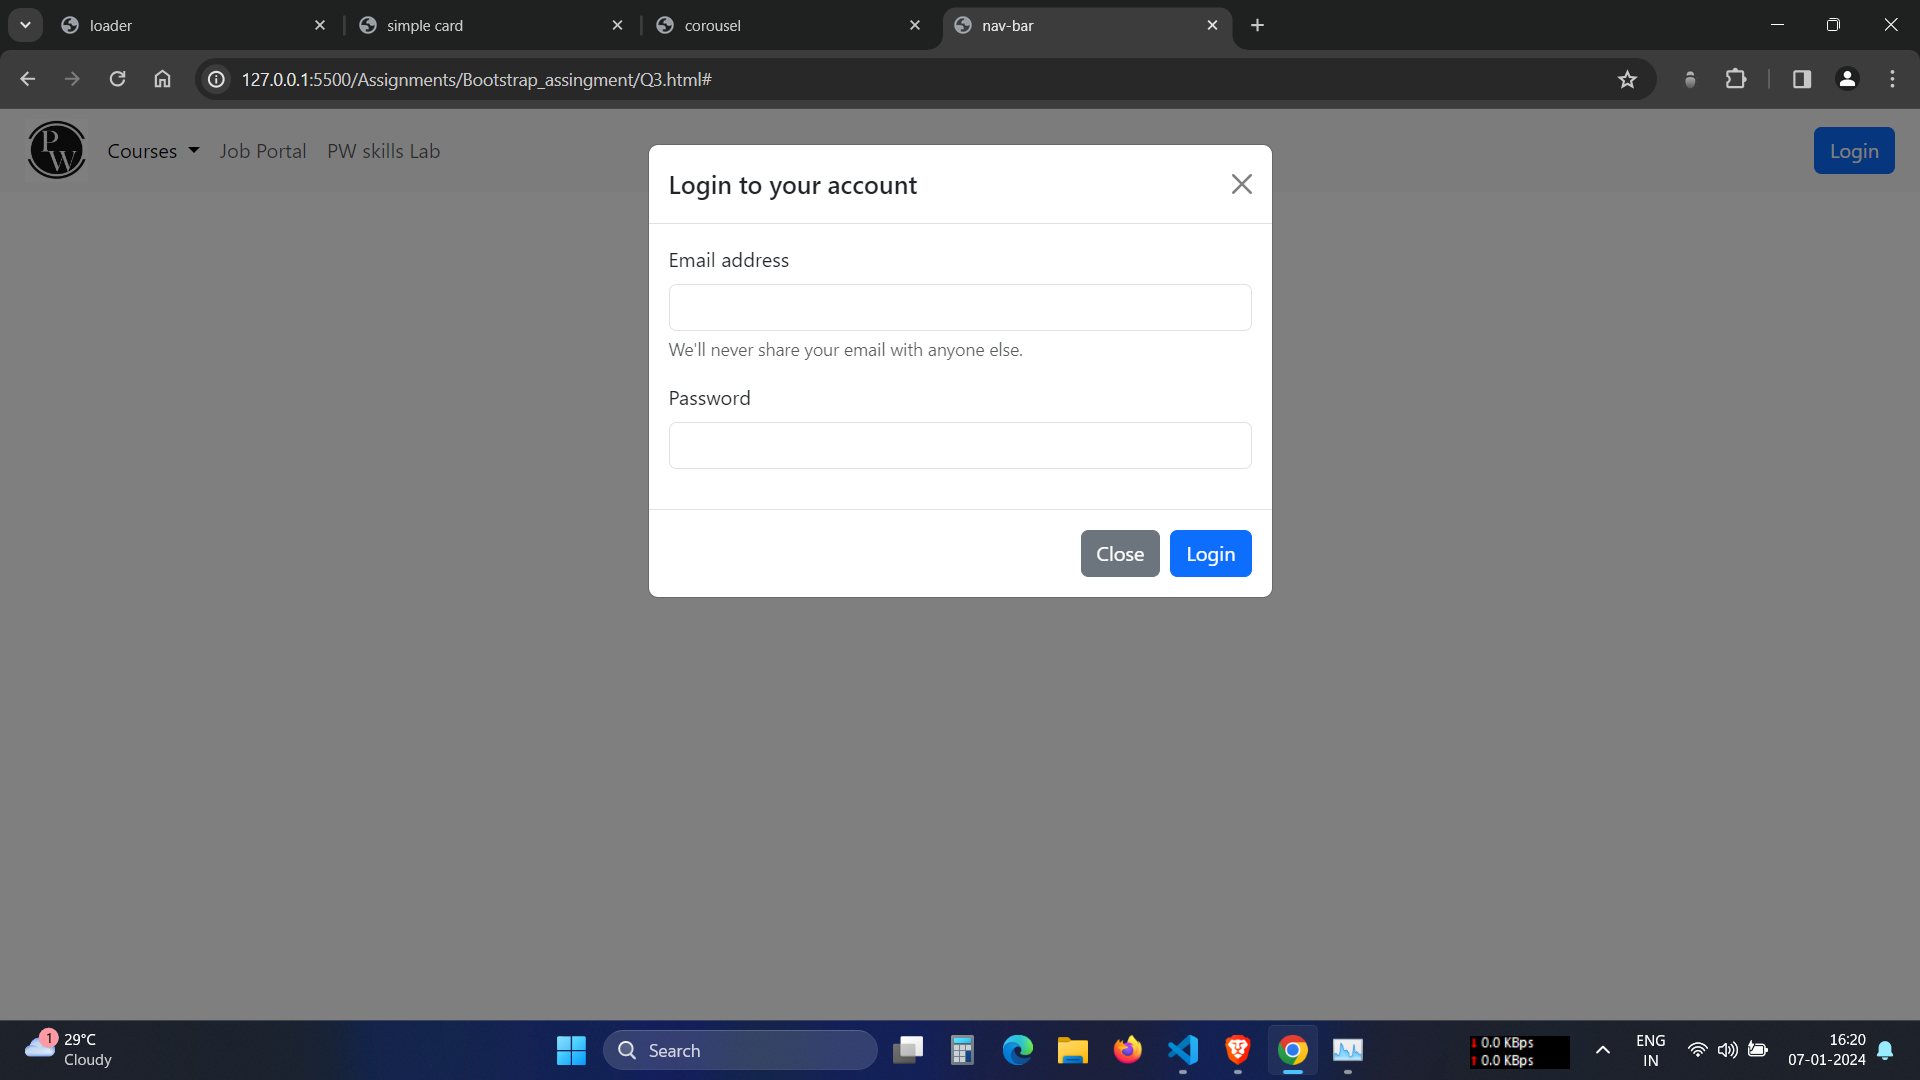 loader
simple card
corousel
nav-bar
127.0.0.1:5500/Assignments/Bootstrap_assingment/Q3.html#
PW
Courses
Job Portal
PW skills Lab
Login
Login to your account
Email address
We'll never share your email with anyone else.
Password
Close
Login
1
29°C
Cloudy
Search
0.0 KBps
0.0 KBps
ENG
IN
16:20
07-01-2024